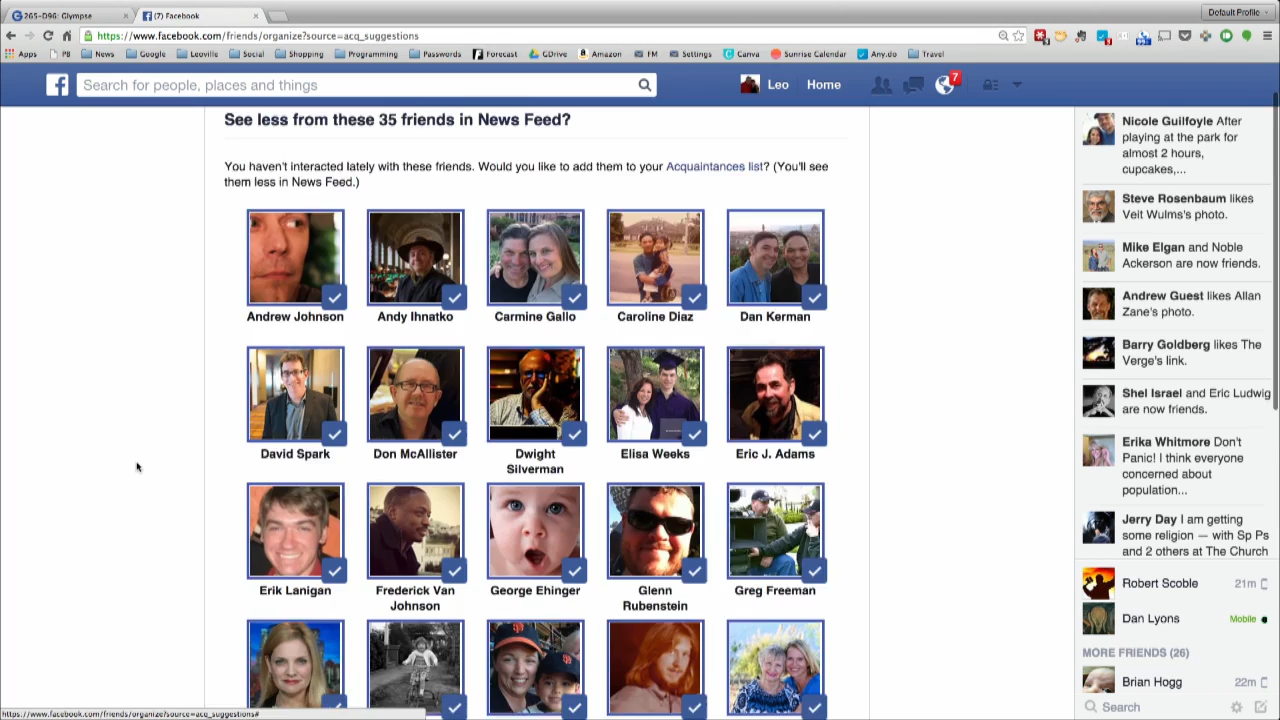 265-D96: Glympse
(7) Facebook
Default Profile
https://www.facebook.com/friends/organize?source=acq_suggestions
Apps
PB
News
Google
Leoville
Social
Shopping
Programming
Passwords
Forecast
GDrive
Amazon
FM
Settings
Canva
Sunrise Calendar
Any.do
Travel
Search for people, places and things
Leo
Home
7
See less from these 35 friends in News Feed?
You haven't interacted lately with these friends. Would you like to add them to your Acquaintances list? (You'll see
them less in News Feed.)
Andrew Johnson
Andy Ihnatko
Carmine Gallo
Caroline Diaz
Dan Kerman
David Spark
Don McAllister
Dwight
Silverman
Elisa Weeks
Eric J. Adams
Erik Lanigan
Frederick Van
Johnson
George Ehinger
Glenn
Rubenstein
Greg Freeman
Nicole Guilfoyle After
playing at the park for
almost 2 hours,
cupcakes,...
Steve Rosenbaum likes
Veit Wulms's photo.
Mike Elgan and Noble
Ackerson are now friends.
Andrew Guest likes Allan
Zane's photo.
Barry Goldberg likes The
Verge's link.
Shel Israel and Eric Ludwig
are now friends.
Erika Whitmore Don't
Panic! I think everyone
concerned about
population...
Jerry Day I am getting
some religion — with Sp Ps
and 2 others at The Church
Robert Scoble 21m
Dan Lyons Mobile
MORE FRIENDS (26)
Brian Hogg 22m
Search
https://www.facebook.com/friends/organize?source=acq_suggestions#